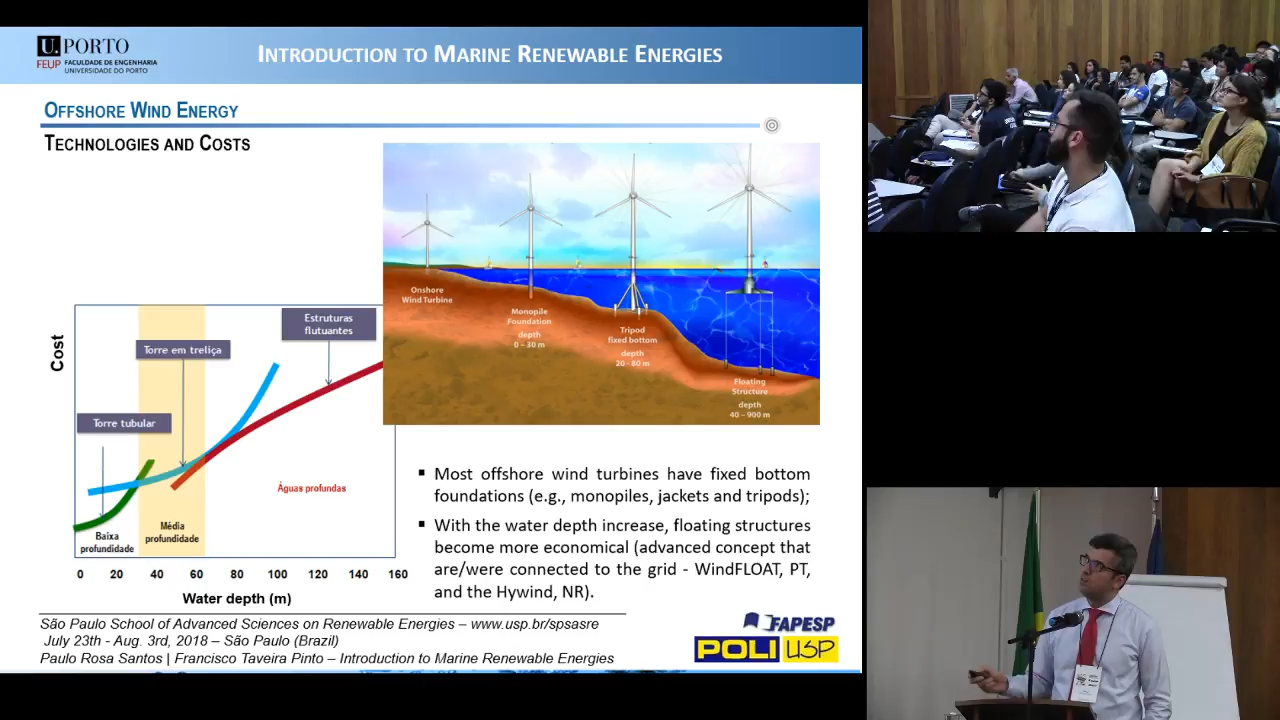 U.PORTO
FEUP FACULDADE DE ENGENHARIA
UNIVERSIDADE DO PORTO
INTRODUCTION TO MARINE RENEWABLE ENERGIES
OFFSHORE WIND ENERGY
TECHNOLOGIES AND COSTS
Onshore
Wind Turbine
Monopile
Foundation
depth
0 – 30 m
Tripod
fixed bottom
depth
20 - 80 m
Floating
Structure
depth
40 – 900 m
Cost
Estruturas
flutuantes
Torre em treliça
Torre tubular
Águas profundas
Baixa
profundidade
Média
profundidade
0 20 40 60 80 100 120 140 160
Water depth (m)
▪ Most offshore wind turbines have fixed bottom
foundations (e.g., monopiles, jackets and tripods);
▪ With the water depth increase, floating structures
become more economical (advanced concept that
are/were connected to the grid - WindFLOAT, PT,
and the Hywind, NR).
São Paulo School of Advanced Sciences on Renewable Energies – www.usp.br/spsasre
July 23th - Aug. 3rd, 2018 – São Paulo (Brazil)
Paulo Rosa Santos | Francisco Taveira Pinto – Introduction to Marine Renewable Energies
FAPESP
POLI USP